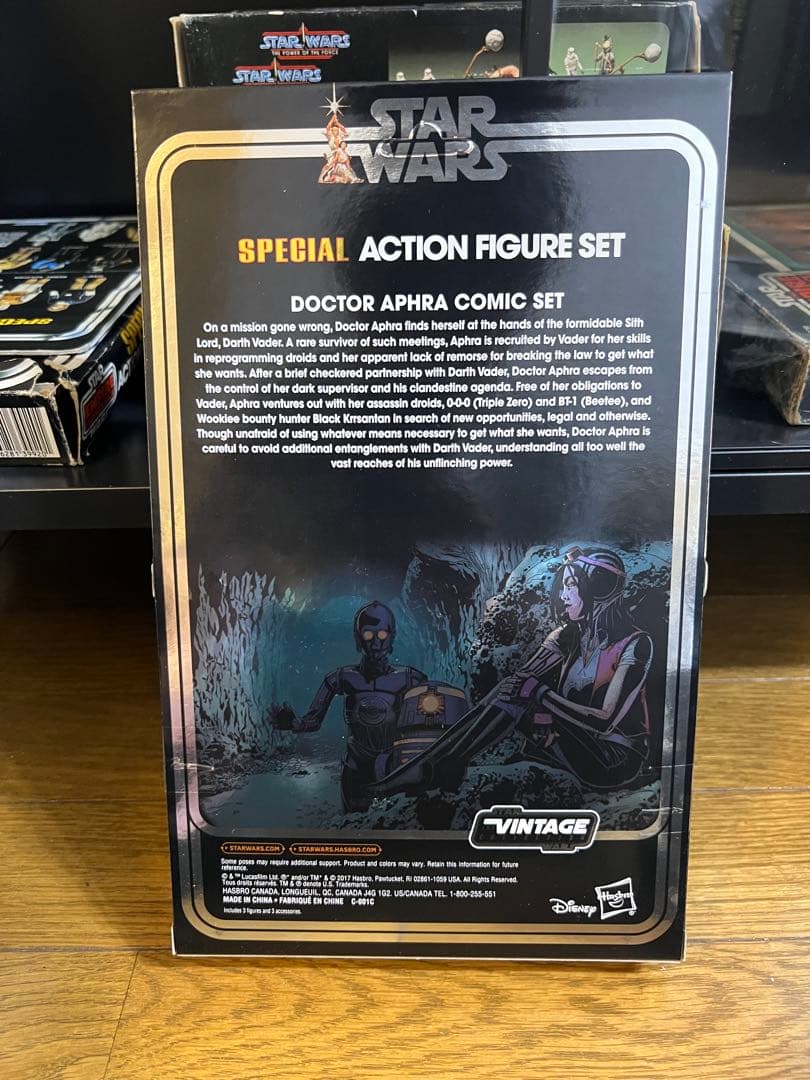 STAR WARS
THE POWER OF THE FORCE
STAR WARS
STAR
WARS
SPECIAL ACTION FIGURE SET
DOCTOR APHRA COMIC SET
On a mission gone wrong, Doctor Aphra finds herself at the hands of the formidable Sith
Lord, Darth Vader. A rare survivor of such meetings, Aphra is recruited by Vader for her skills
in reprogramming droids and her apparent lack of remorse for breaking the law to get what
she wants. After a brief checkered partnership with Darth Vader, Doctor Aphra escapes from
the control of her dark supervisor and his clandestine agenda. Free of her obligations to
Vader, Aphra ventures out with her assassin droids, 0-0-0 (Triple Zero) and BT-1 (Beetee), and
Wookiee bounty hunter Black Krrsantan in search of new opportunities, legal and otherwise.
Though unafraid of using whatever means necessary to get what she wants, Doctor Aphra is
careful to avoid additional entanglements with Darth Vader, understanding all too well the
vast reaches of his unflinching power.
STAR
VINTAGE
COLLECTION
WARS
STARWARS.COM STARWARS.HASBRO.COM
Some poses may require additional support. Product and colors may vary. Retain this information for future
reference.
© & ™ Lucasfilm Ltd. ® and/or TM* & © 2017 Hasbro, Pawtucket, RI 02861-1059 USA. All Rights Reserved.
Tous droits réservés. TM & ® denote U.S. Trademarks.
HASBRO CANADA, LONGUEUIL, QC, CANADA J4G 1G2. US/CANADA TEL. 1-800-255-551
MADE IN CHINA • FABRIQUÉ EN CHINE C-001C
Includes 3 figures and 3 accessories.
Disney
Hasbro